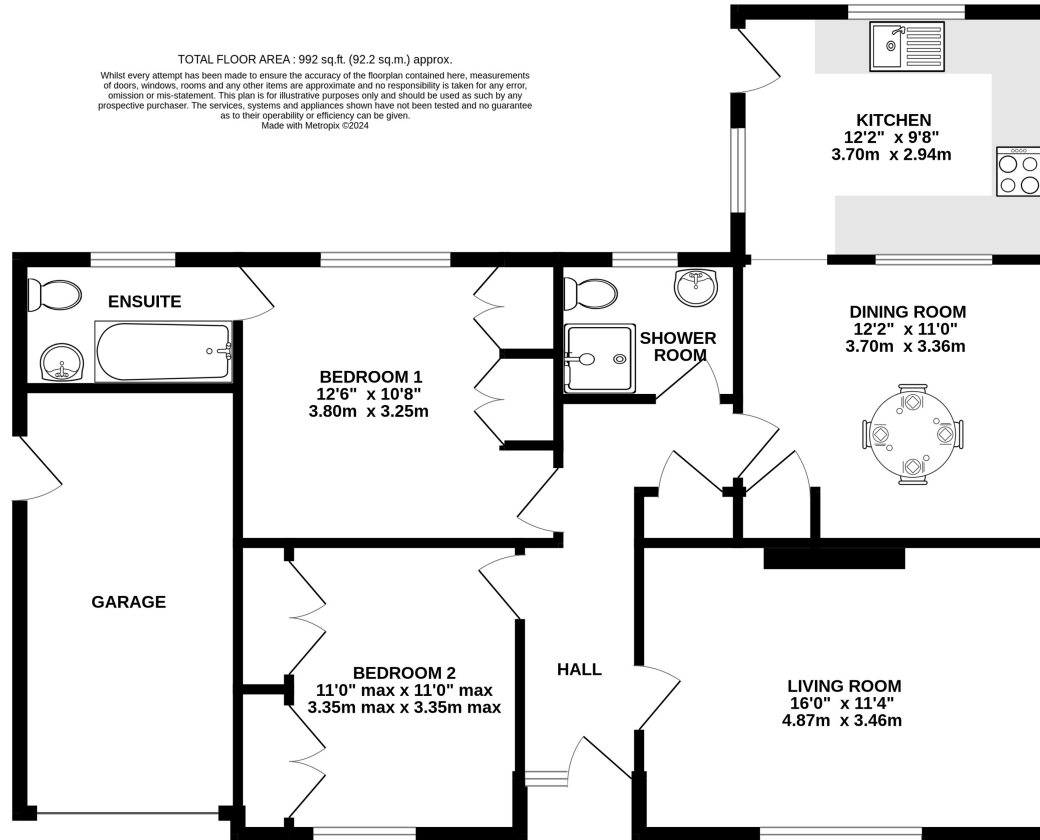 TOTAL FLOOR AREA : 992 sq.ft. (92.2 sq.m.) approx.
Whilst every attempt has been made to ensure the accuracy of the floorplan contained here, measurements
of doors, windows, rooms and any other items are approximate and no responsibility is taken for any error,
omission or mis-statement. This plan is for illustrative purposes only and should be used as such by any
prospective purchaser. The services, systems and appliances shown have not been tested and no guarantee
as to their operability or efficiency can be given.
Made with Metropix ©2024
KITCHEN
12'2" x 9'8"
3.70m x 2.94m
ENSUITE
SHOWER
ROOM
DINING ROOM
12'2" x 11'0"
3.70m x 3.36m
BEDROOM 1
12'6" x 10'8"
3.80m x 3.25m
GARAGE
BEDROOM 2
11'0" max x 11'0" max
3.35m max x 3.35m max
HALL
LIVING ROOM
16'0" x 11'4"
4.87m x 3.46m